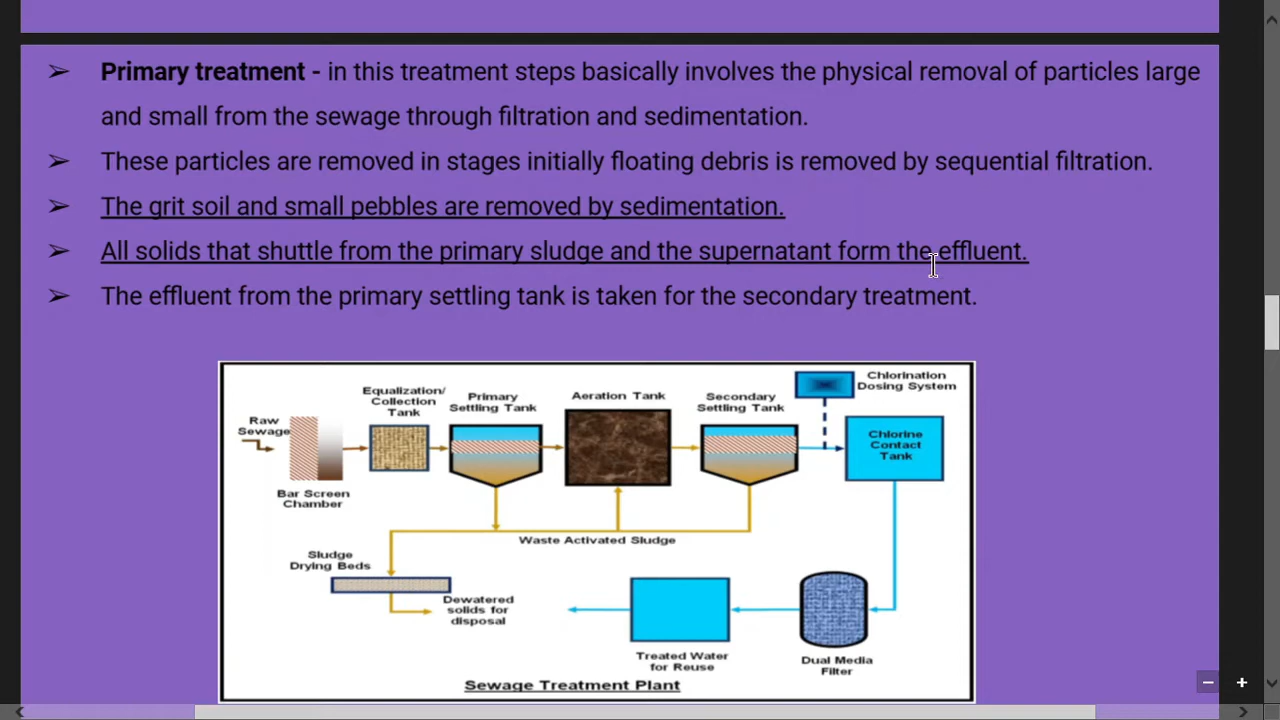 ➢ Primary treatment - in this treatment steps basically involves the physical removal of particles large
and small from the sewage through filtration and sedimentation.
➢ These particles are removed in stages initially floating debris is removed by sequential filtration.
➢ The grit soil and small pebbles are removed by sedimentation.
➢ All solids that shuttle from the primary sludge and the supernatant form the effluent.
➢ The effluent from the primary settling tank is taken for the secondary treatment.
Raw
Sewage
Bar Screen
Chamber
Equalization/
Collection
Tank
Primary
Settling Tank
Aeration Tank
Secondary
Settling Tank
Chlorination
Dosing System
Chlorine
Contact
Tank
Waste Activated Sludge
Sludge
Drying Beds
Dewatered
solids for
disposal
Treated Water
for Reuse
Dual Media
Filter
Sewage Treatment Plant